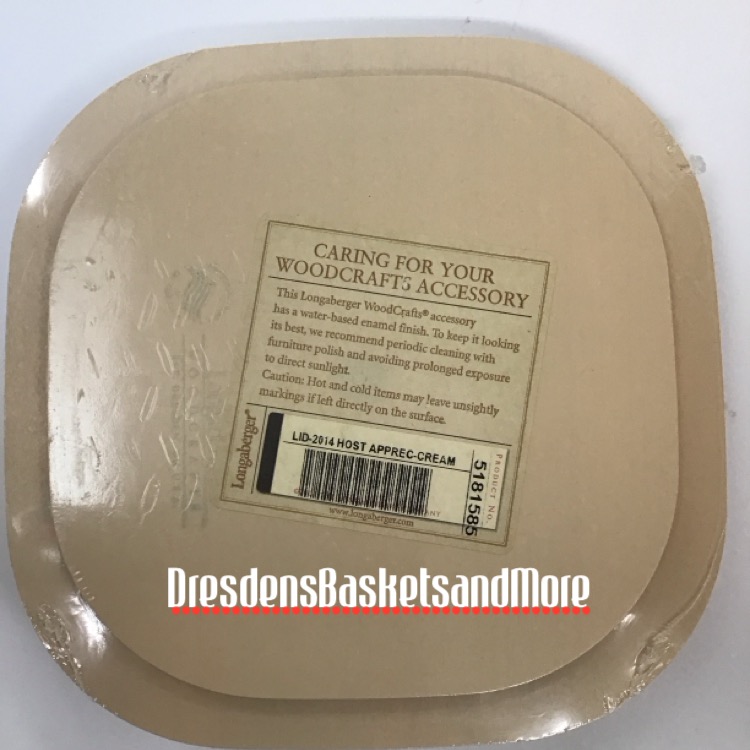 CARING FOR YOUR
WOODCRAFTS ACCESSORY
This Longaberger WoodCrafts® accessory
has a water-based enamel finish. To keep it looking
its best, we recommend periodic cleaning with
furniture polish and avoiding prolonged exposure
to direct sunlight.
Caution: Hot and cold items may leave unsightly
markings if left directly on the surface.
Longaberger®
LID-2014 HOST APPREC-CREAM
PRODUCT NO.
5181585
www.longaberger.com
DresdensBasketsandMore